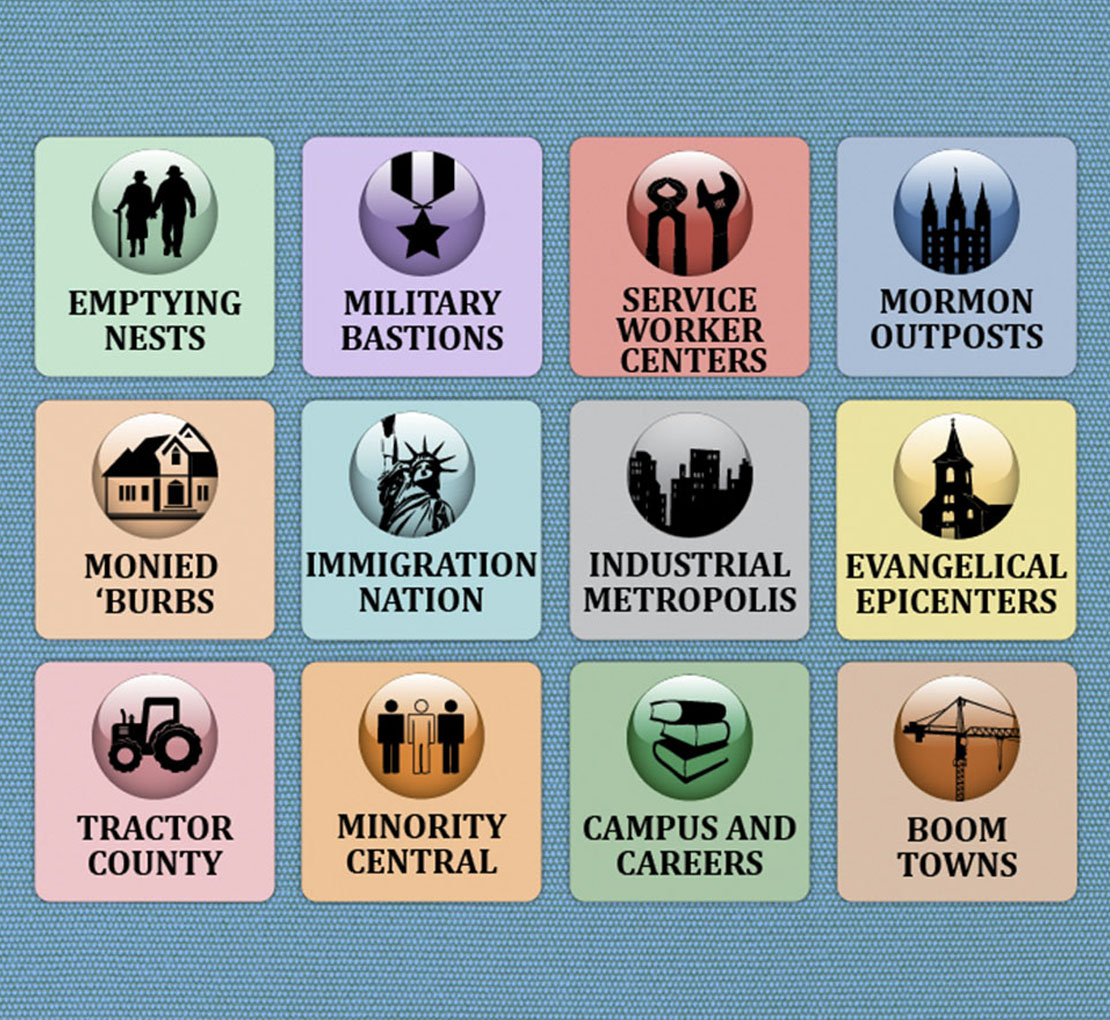 EMPTYING
NESTS
MILITARY
BASTIONS
SERVICE
WORKER
CENTERS
MORMON
OUTPOSTS
MONIED
‘BURBS
IMMIGRATION
NATION
INDUSTRIAL
METROPOLIS
EVANGELICAL
EPICENTERS
TRACTOR
COUNTY
MINORITY
CENTRAL
CAMPUS AND
CAREERS
BOOM
TOWNS